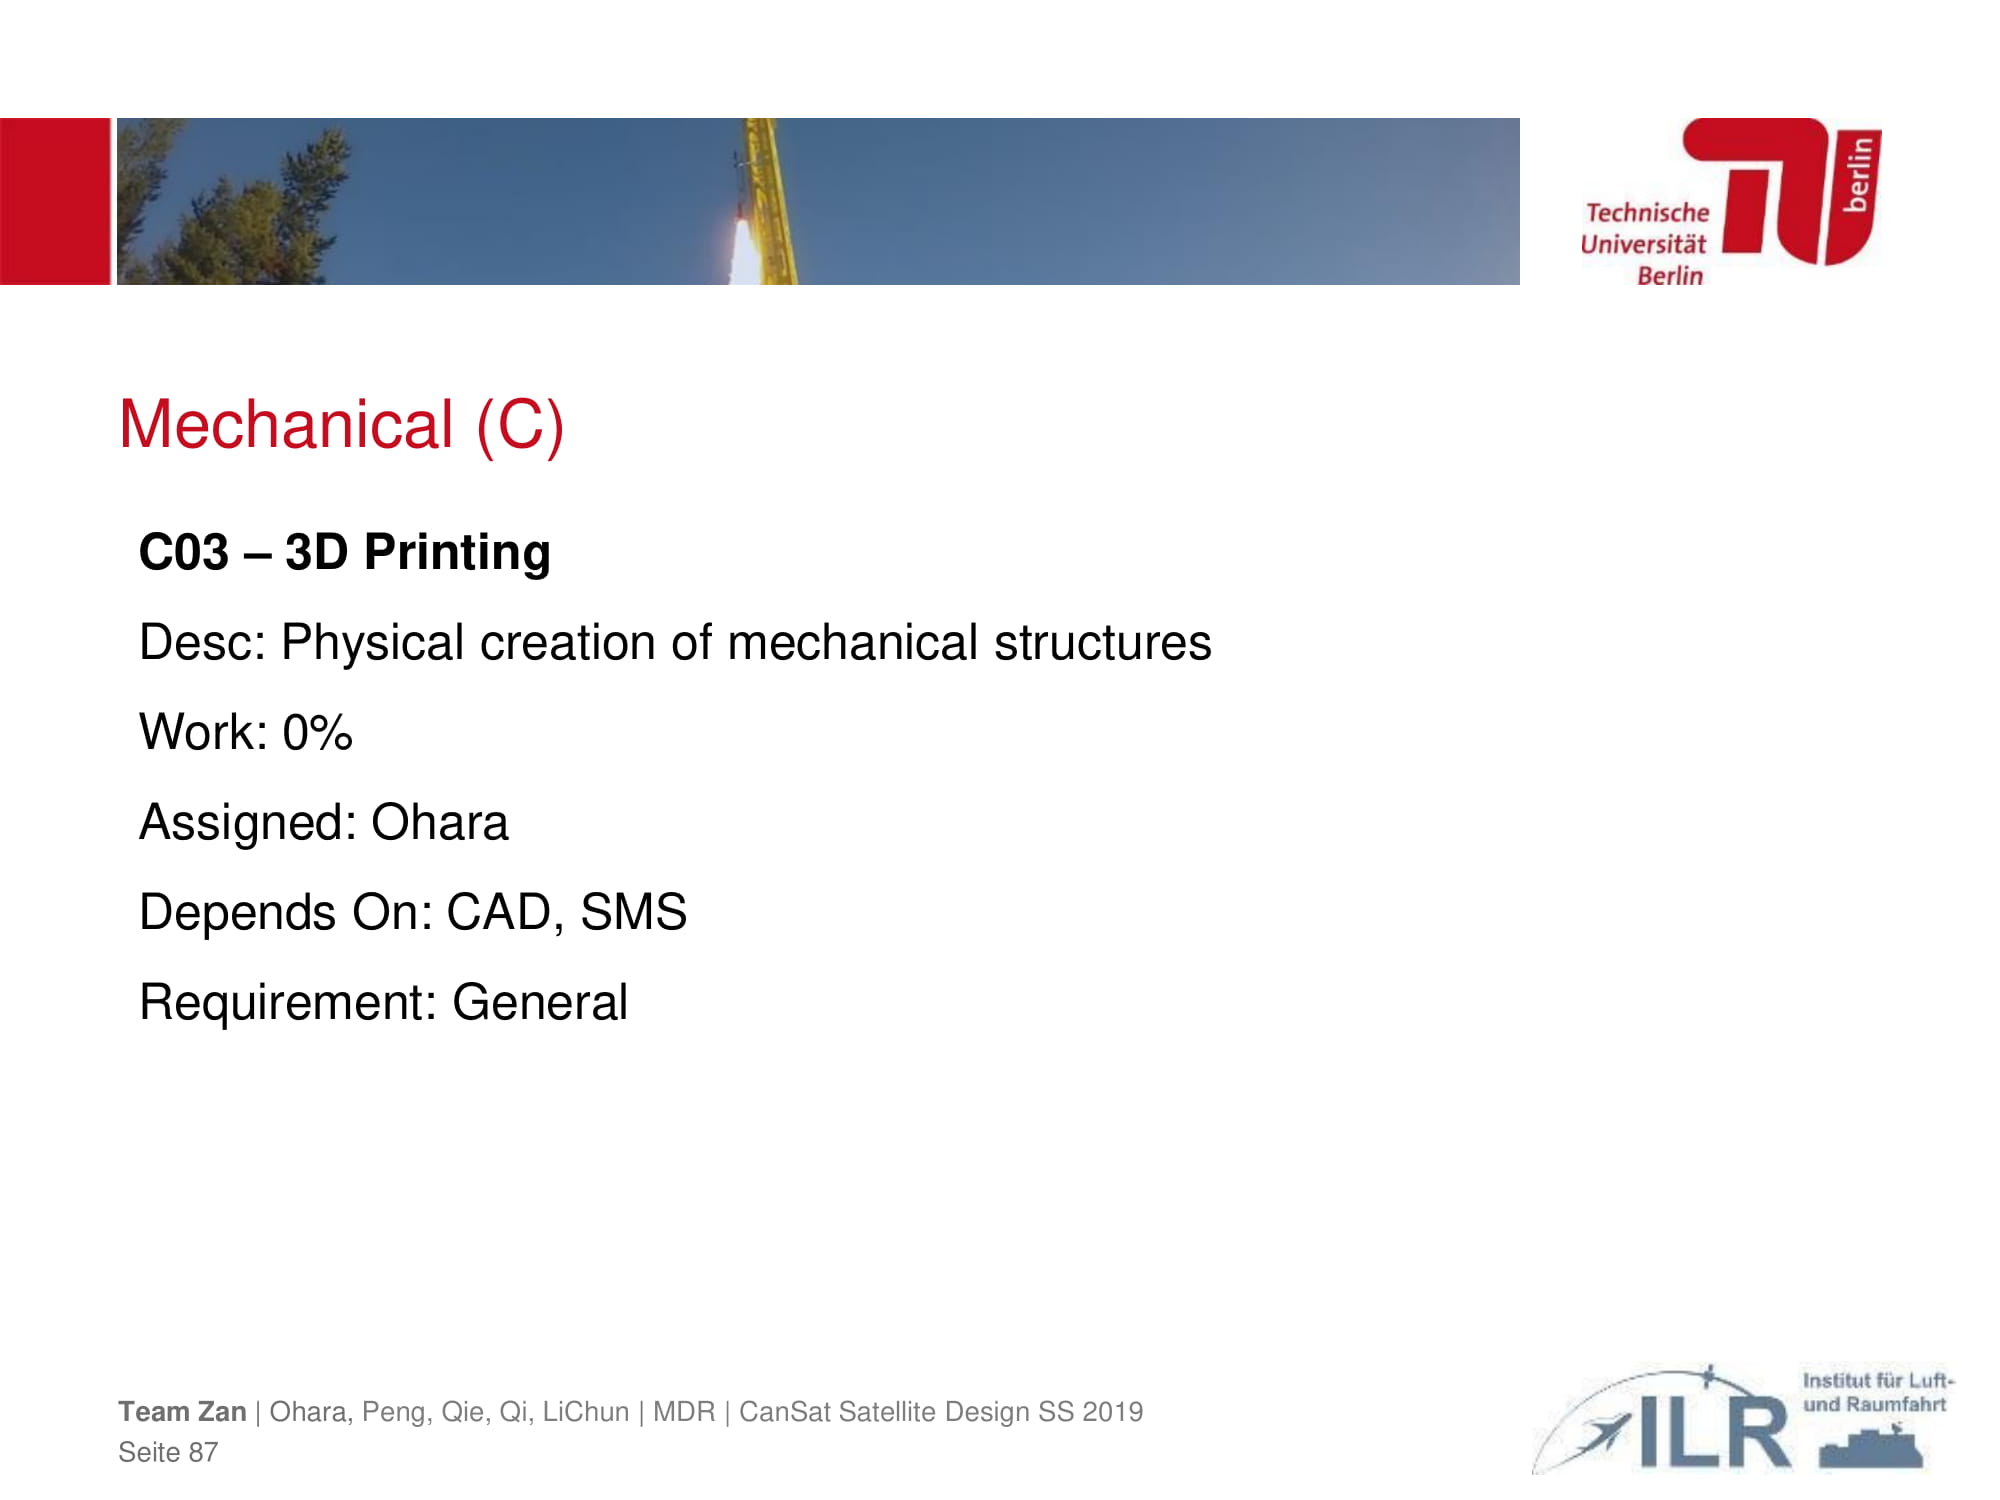 Technische
Universität
Berlin
berlin
Mechanical (C)
C03 – 3D Printing
Desc: Physical creation of mechanical structures
Work: 0%
Assigned: Ohara
Depends On: CAD, SMS
Requirement: General
Team Zan | Ohara, Peng, Qie, Qi, LiChun | MDR | CanSat Satellite Design SS 2019
Seite 87
ILR
Institut für Luft-
und Raumfahrt